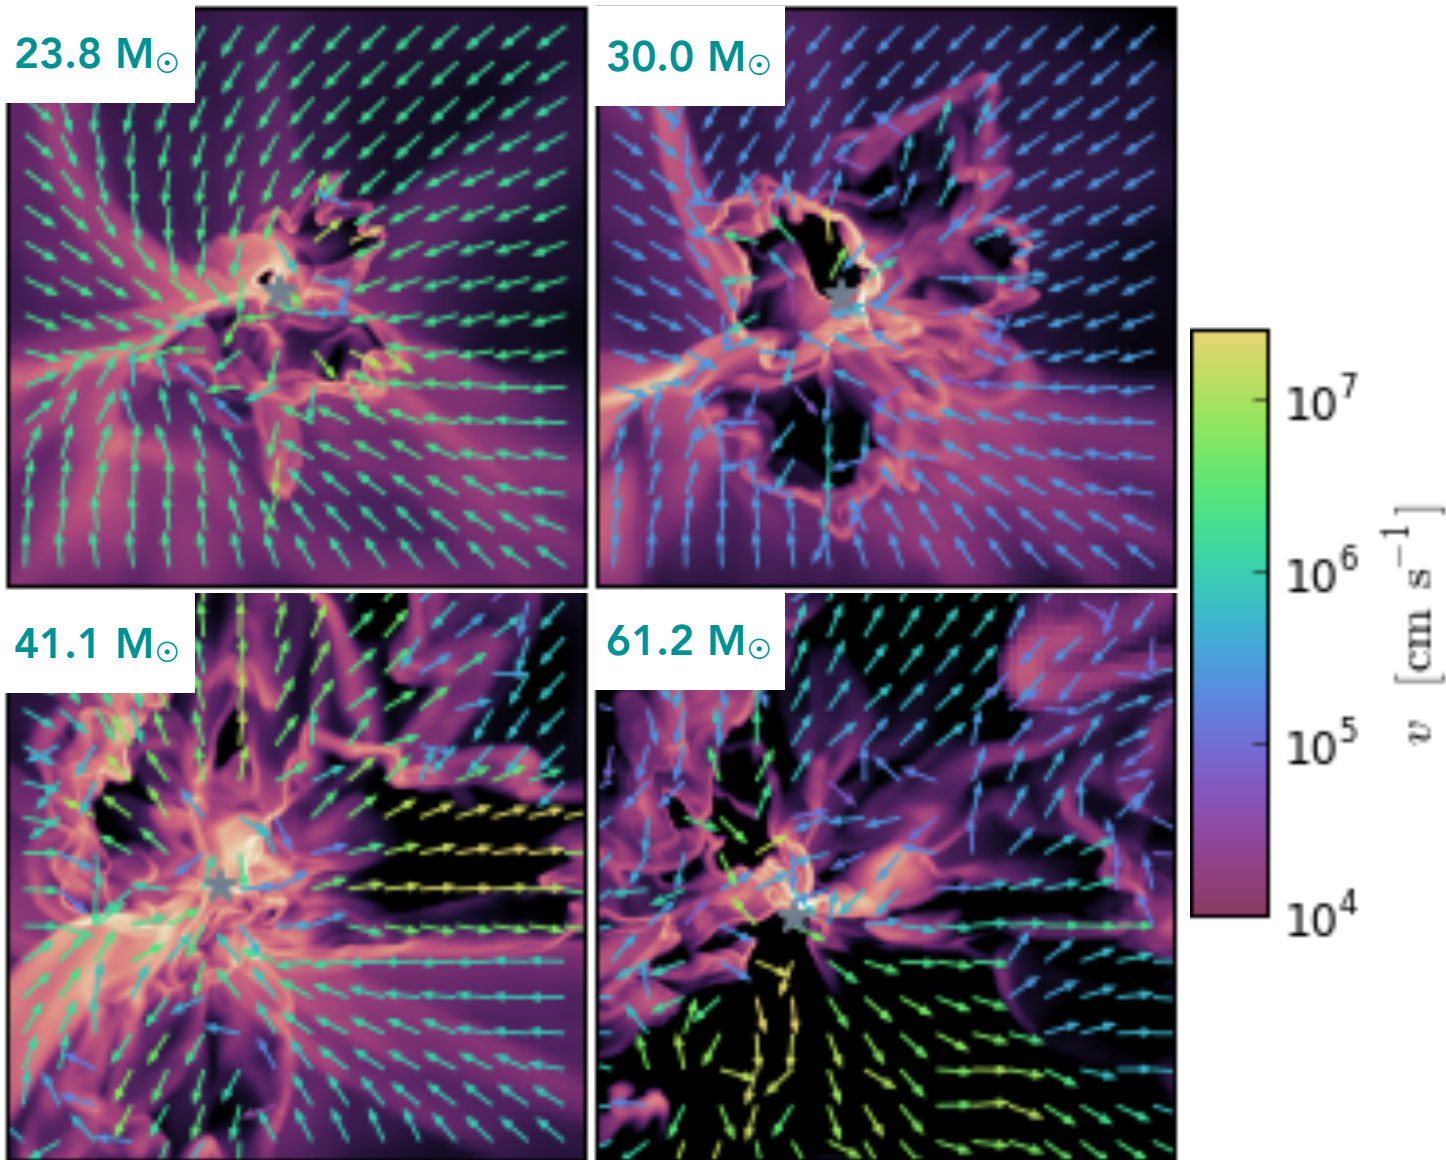 23.8 M☉
30.0 M☉
41.1 M☉
61.2 M☉
10⁷
10⁶
10⁵
10⁴
v [cm s⁻¹]